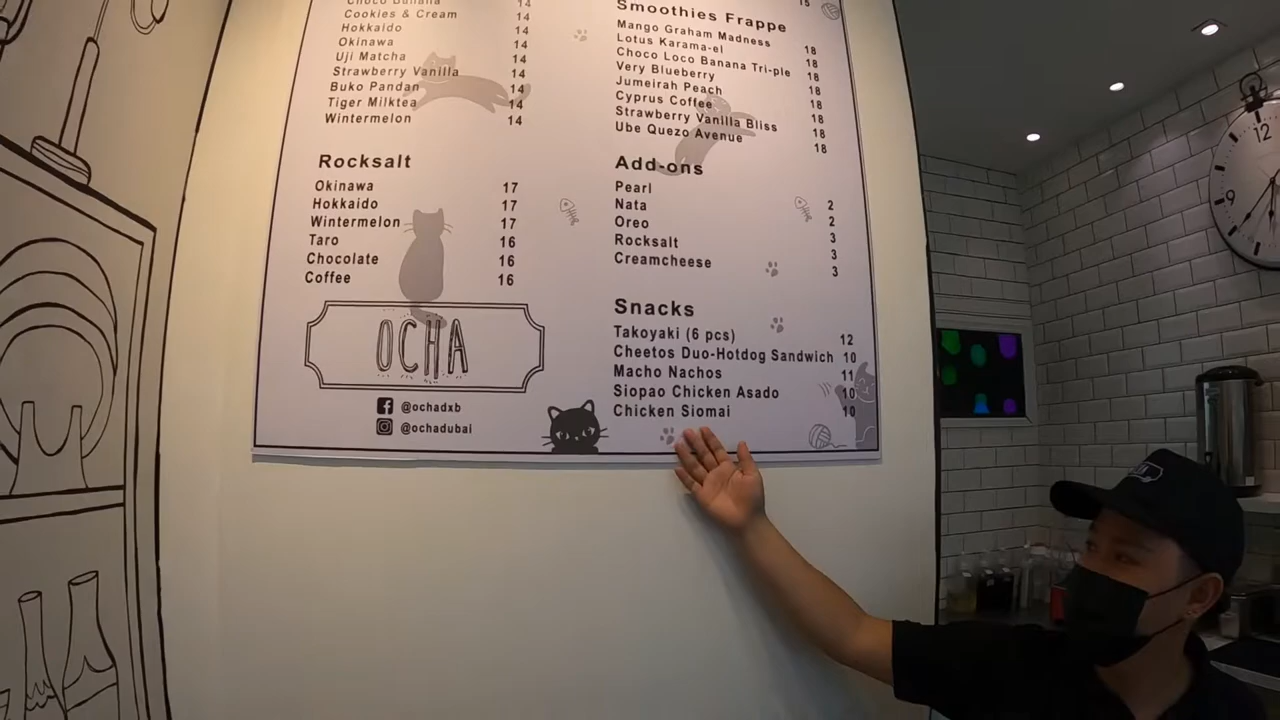 Choco Banana 14
Cookies & Cream 14
Hokkaido 14
Okinawa 14
Uji Matcha 14
Strawberry Vanilla 14
Buko Pandan 14
Tiger Milktea 14
Wintermelon 14
Rocksalt
Okinawa 17
Hokkaido 17
Wintermelon 17
Taro 16
Chocolate 16
Coffee 16
OCHA
@ochadxb
@ochadubai
15
Smoothies Frappe
Mango Graham Madness 18
Lotus Karama-el 18
Choco Loco Banana Tri-ple 18
Very Blueberry 18
Jumeirah Peach 18
Cyprus Coffee 18
Strawberry Vanilla Bliss 18
Ube Quezo Avenue 18
Add-ons
Pearl 2
Nata 2
Oreo 3
Rocksalt 3
Creamcheese 3
Snacks
Takoyaki (6 pcs) 12
Cheetos Duo-Hotdog Sandwich 10
Macho Nachos 11
Siopao Chicken Asado 10
Chicken Siomai 10
12
9